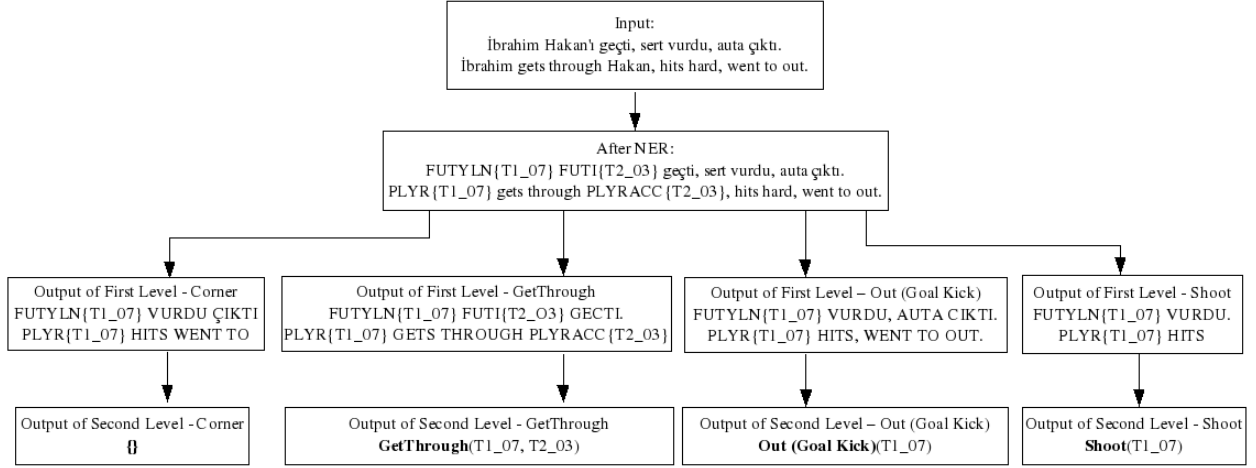 Input:
İbrahim Hakan'ı geçti, sert vurdu, auta çıktı.
İbrahim gets through Hakan, hits hard, went to out.
After NER:
FUTYLN{T1_07} FUTI{T2_03} geçti, sert vurdu, auta çıktı.
PLYR{T1_07} gets through PLYRACC{T2_03}, hits hard, went to out.
Output of First Level - Corner
FUTYLN{T1_07} VURDU ÇIKTI
PLYR{T1_07} HITS WENT TO
Output of First Level - GetThrough
FUTYLN{T1_07} FUTI{T2_O3} GECTI.
PLYR{T1_07} GETS THROUGH PLYRACC{T2_03}
Output of First Level – Out (Goal Kick)
FUTYLN{T1_07} VURDU, AUTA CIKTI.
PLYR{T1_07} HITS, WENT TO OUT.
Output of First Level - Shoot
FUTYLN{T1_07} VURDU.
PLYR{T1_07} HITS
Output of Second Level - Corner
{}
Output of Second Level - GetThrough
GetThrough(T1_07, T2_03)
Output of Second Level – Out (Goal Kick)
Out (Goal Kick)(T1_07)
Output of Second Level - Shoot
Shoot(T1_07)